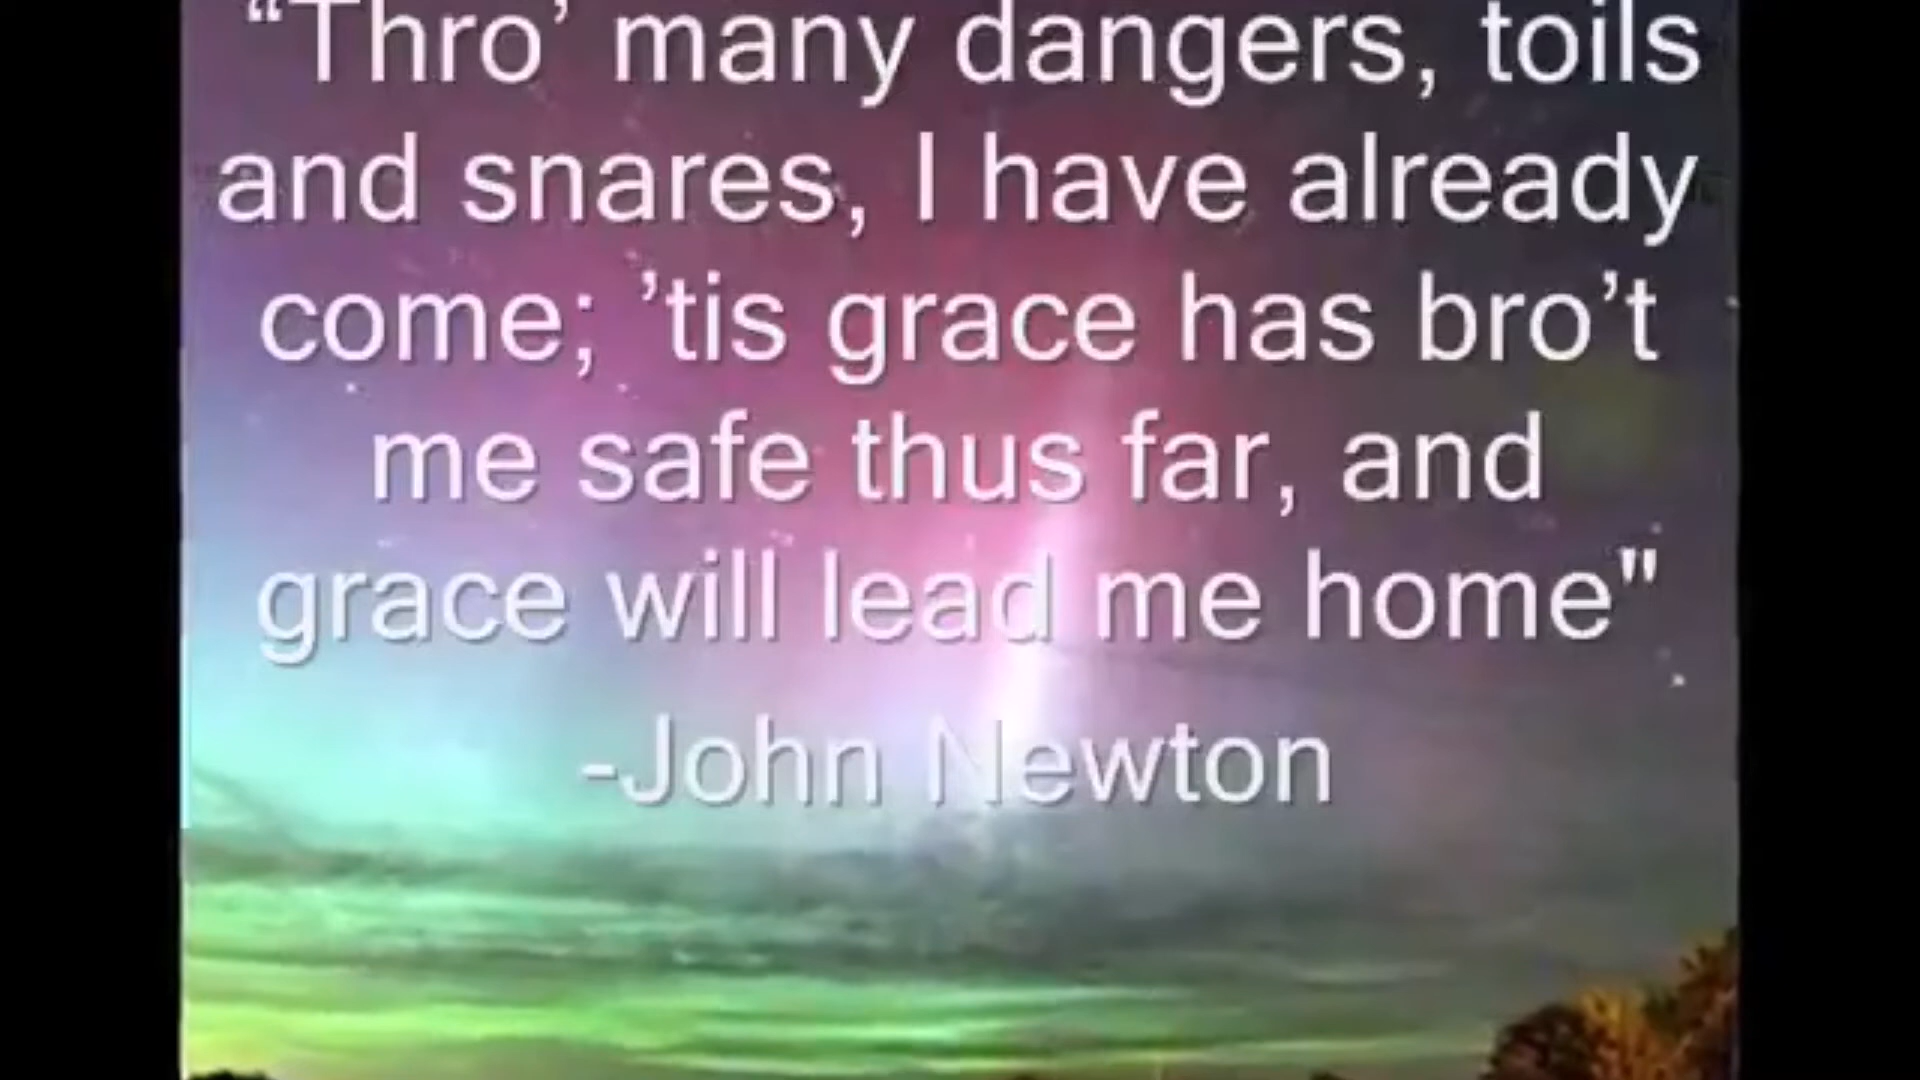 “Thro’ many dangers, toils
and snares, I have already
come; ’tis grace has bro’t
me safe thus far, and
grace will lead me home"
-John Newton